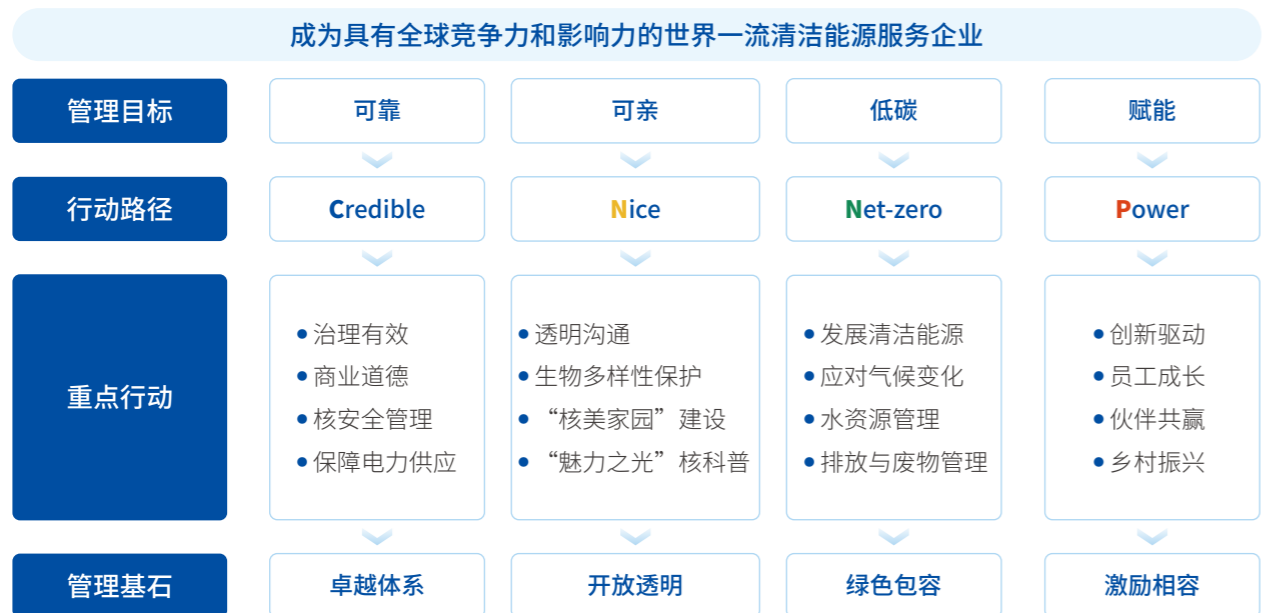 成为具有全球竞争力和影响力的世界一流清洁能源服务企业
管理目标
可靠
可亲
低碳
赋能
行动路径
Credible
Nice
Net-zero
Power
重点行动
• 治理有效
• 商业道德
• 核安全管理
• 保障电力供应
• 透明沟通
• 生物多样性保护
• “核美家园”建设
• “魅力之光”核科普
• 发展清洁能源
• 应对气候变化
• 水资源管理
• 排放与废物管理
• 创新驱动
• 员工成长
• 伙伴共赢
• 乡村振兴
管理基石
卓越体系
开放透明
绿色包容
激励相容